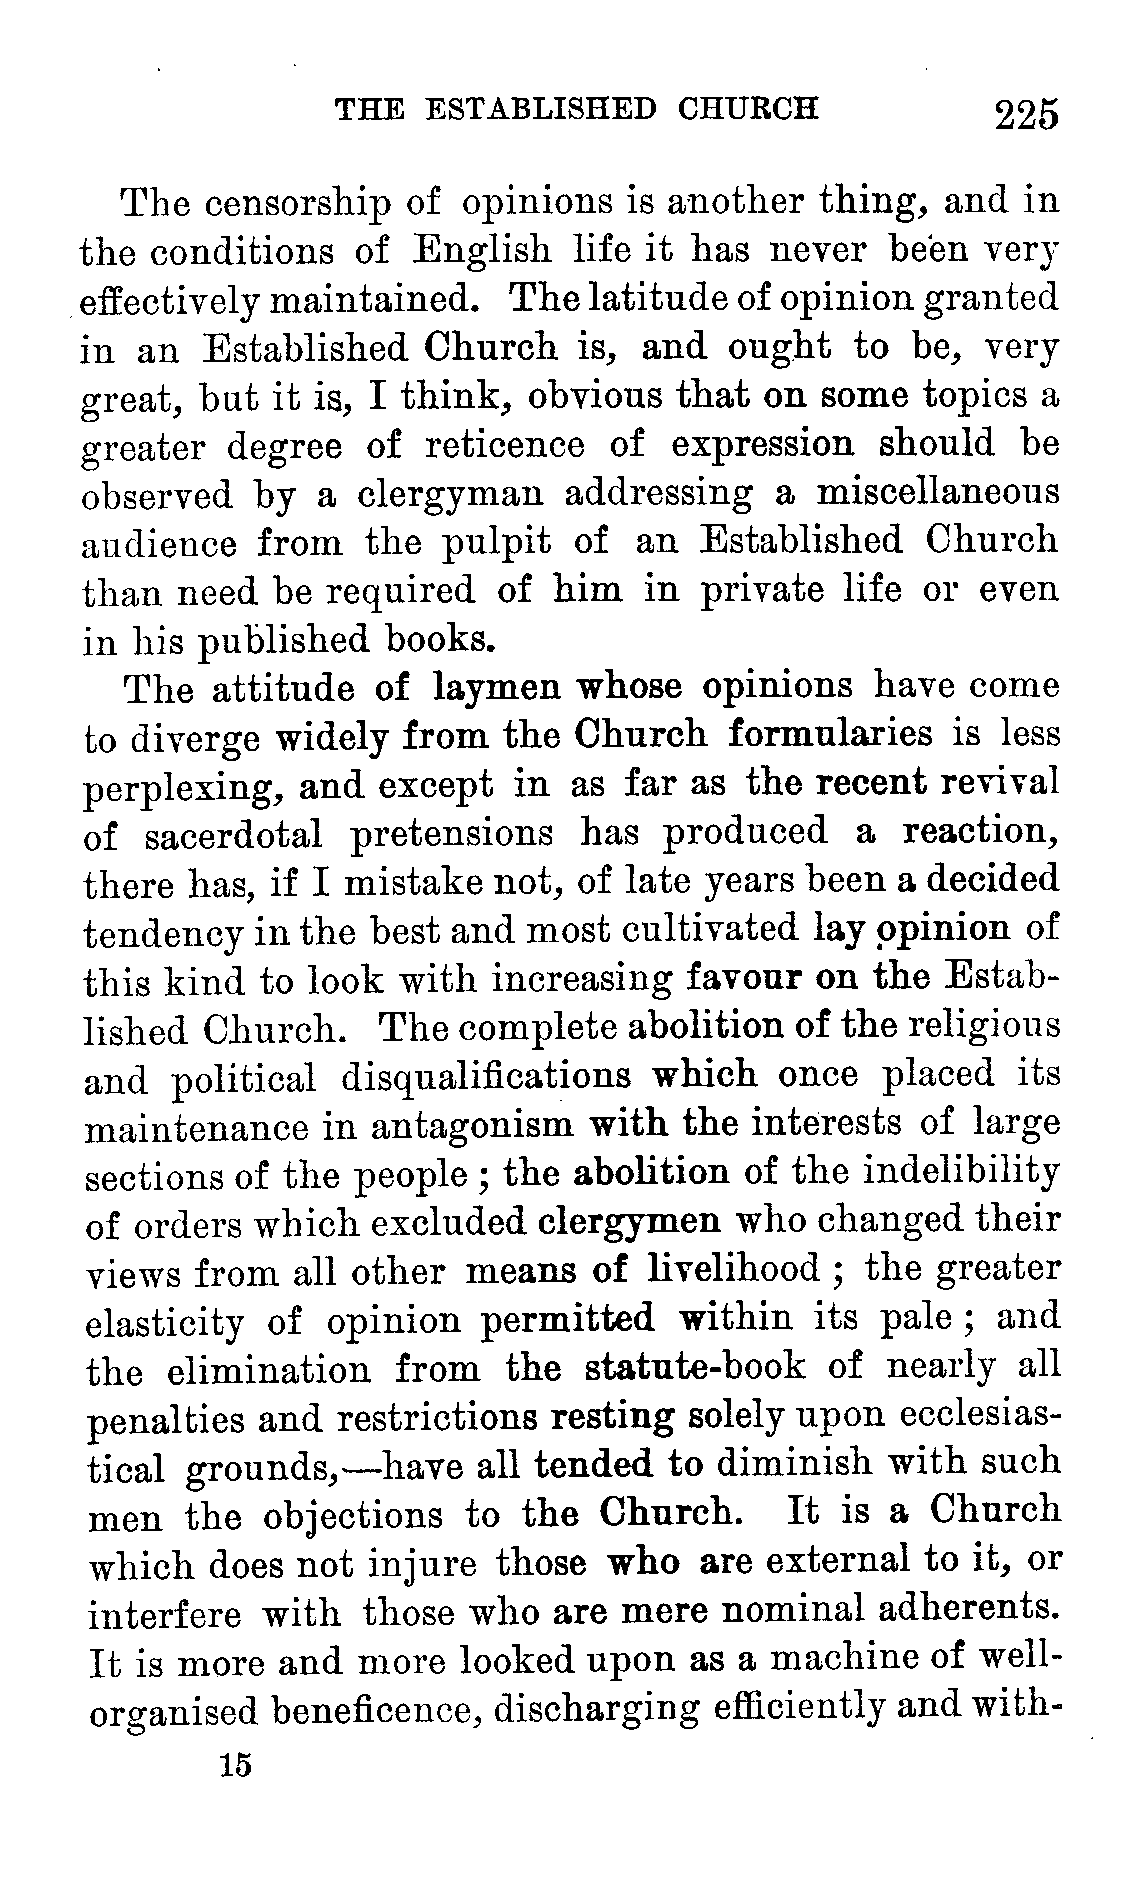 THE ESTABLISHED CHURCH 225
The censorship of opinions is another thing, and in
the conditions of English life it has never been very
effectively maintained. The latitude of opinion granted
in an Established Church is, and ought to be, very
great, but it is, I think, obvious that on some topics a
greater degree of reticence of expression should be
observed by a clergyman addressing a miscellaneous
audience from the pulpit of an Established Church
than need be required of him in private life or even
in his published books.
The attitude of laymen whose opinions have come
to diverge widely from the Church formularies is less
perplexing, and except in as far as the recent revival
of sacerdotal pretensions has produced a reaction,
there has, if I mistake not, of late years been a decided
tendency in the best and most cultivated lay opinion of
this kind to look with increasing favour on the Estab-
lished Church. The complete abolition of the religious
and political disqualifications which once placed its
maintenance in antagonism with the interests of large
sections of the people ; the abolition of the indelibility
of orders which excluded clergymen who changed their
views from all other means of livelihood ; the greater
elasticity of opinion permitted within its pale ; and
the elimination from the statute-book of nearly all
penalties and restrictions resting solely upon ecclesias-
tical grounds,—have all tended to diminish with such
men the objections to the Church. It is a Church
which does not injure those who are external to it, or
interfere with those who are mere nominal adherents.
It is more and more looked upon as a machine of well-
organised beneficence, discharging efficiently and with-
15